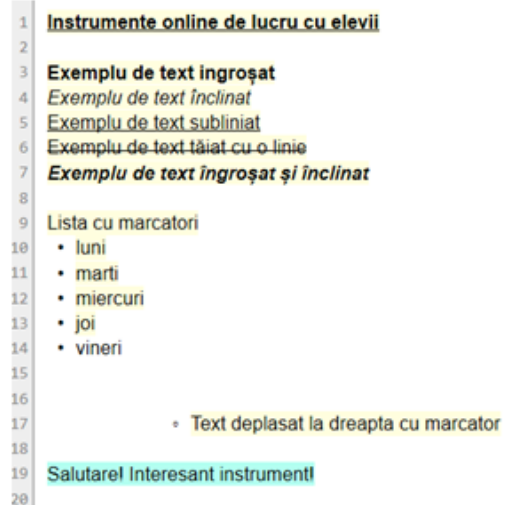 1 Instrumente online de lucru cu elevii
2
3 Exemplu de text ingroșat
4 Exemplu de text înclinat
5 Exemplu de text subliniat
6 Exemplu de text tăiat cu o linie
7 Exemplu de text îngroșat și înclinat
8
9 Lista cu marcatori
10 • luni
11 • marti
12 • miercuri
13 • joi
14 • vineri
15
16
17 ◦ Text deplasat la dreapta cu marcator
18
19 Salutare! Interesant instrument!
20